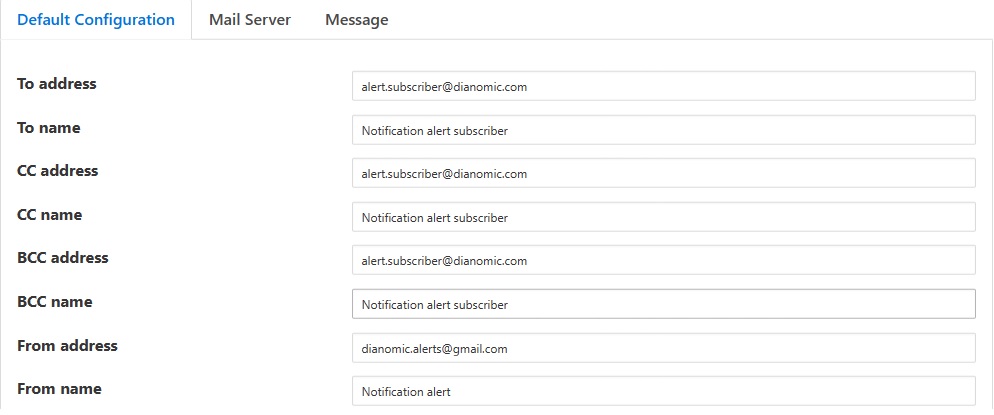 Default Configuration Mail Server Message
To address alert.subscriber@dianomic.com
To name Notification alert subscriber
CC address alert.subscriber@dianomic.com
CC name Notification alert subscriber
BCC address alert.subscriber@dianomic.com
BCC name Notification alert subscriber
From address dianomic.alerts@gmail.com
From name Notification alert